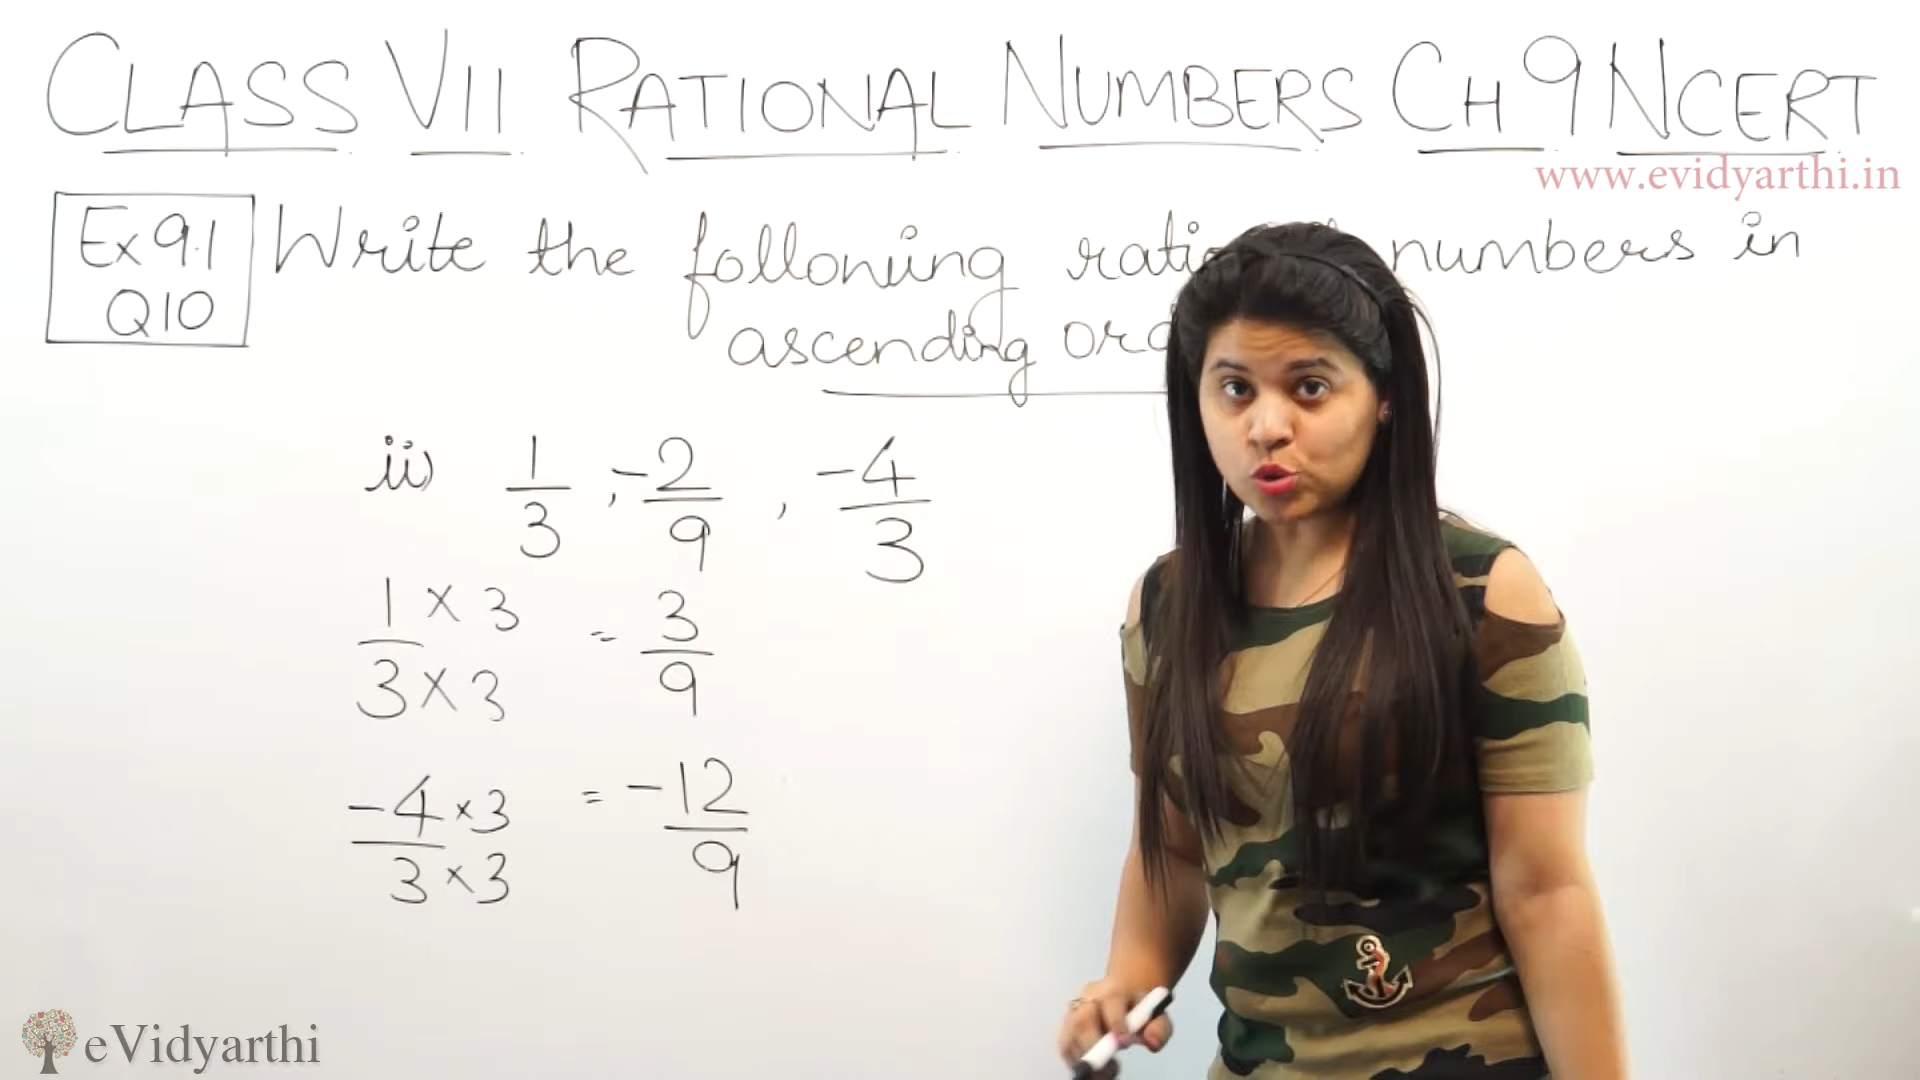 CLASS VII RATIONAL NUMBERS CH 9 NCERT
www.evidyarthi.in
Ex 9.1
Q10
Write the following numbers in
ascending
ii) 1/3 , -2/9 , -4/3
1 × 3 / 3 × 3 = 3/9
-4 × 3 / 3 × 3 = -12/9
eVidyarthi